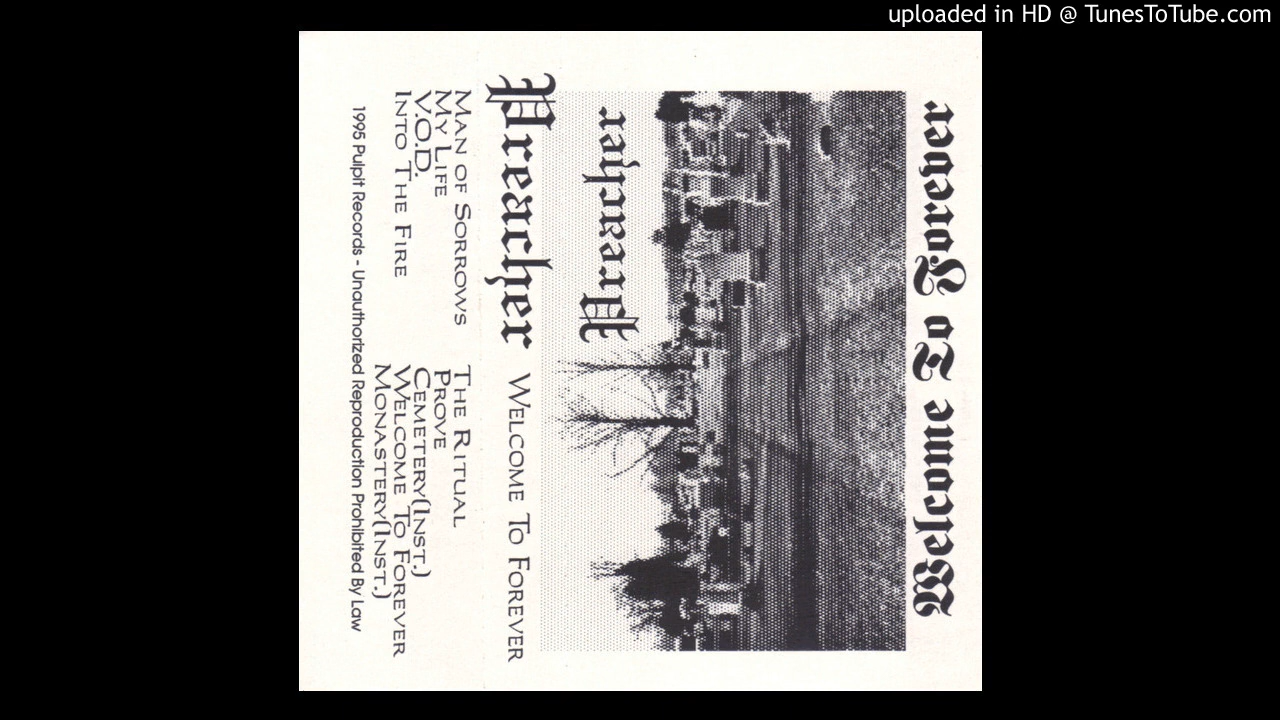 uploaded in HD @ TunesToTube.com
Welcome To Forever
Preacher
Preacher Welcome To Forever
Man of Sorrows
My Life
V.O.D.
Into The Fire
The Ritual
Prove
Cemetery(Inst.)
Welcome To Forever
Monastery(Inst.)
1995 Pulpit Records - Unauthorized Reproduction Prohibited By Law